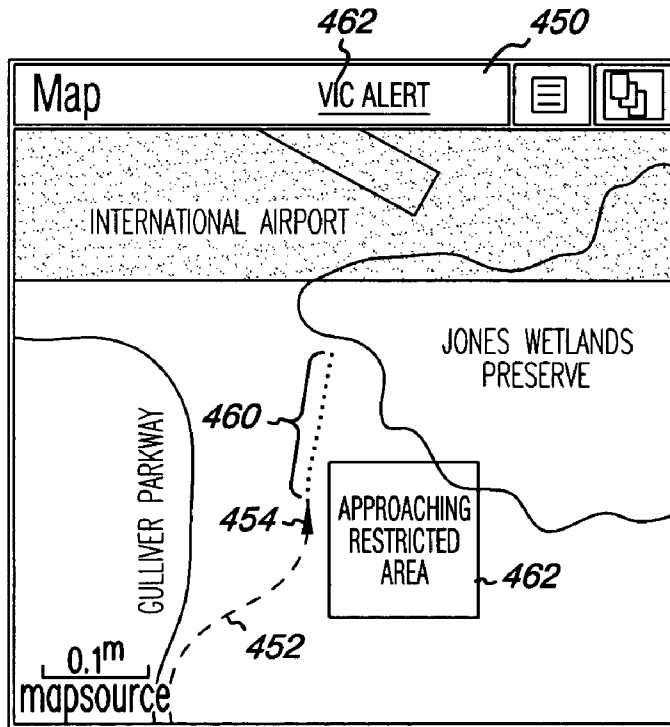 462
450
Map
VIC ALERT
INTERNATIONAL AIRPORT
JONES WETLANDS
PRESERVE
460
GULLIVER PARKWAY
454
APPROACHING
RESTRICTED
AREA
462
452
0.1m
mapsource